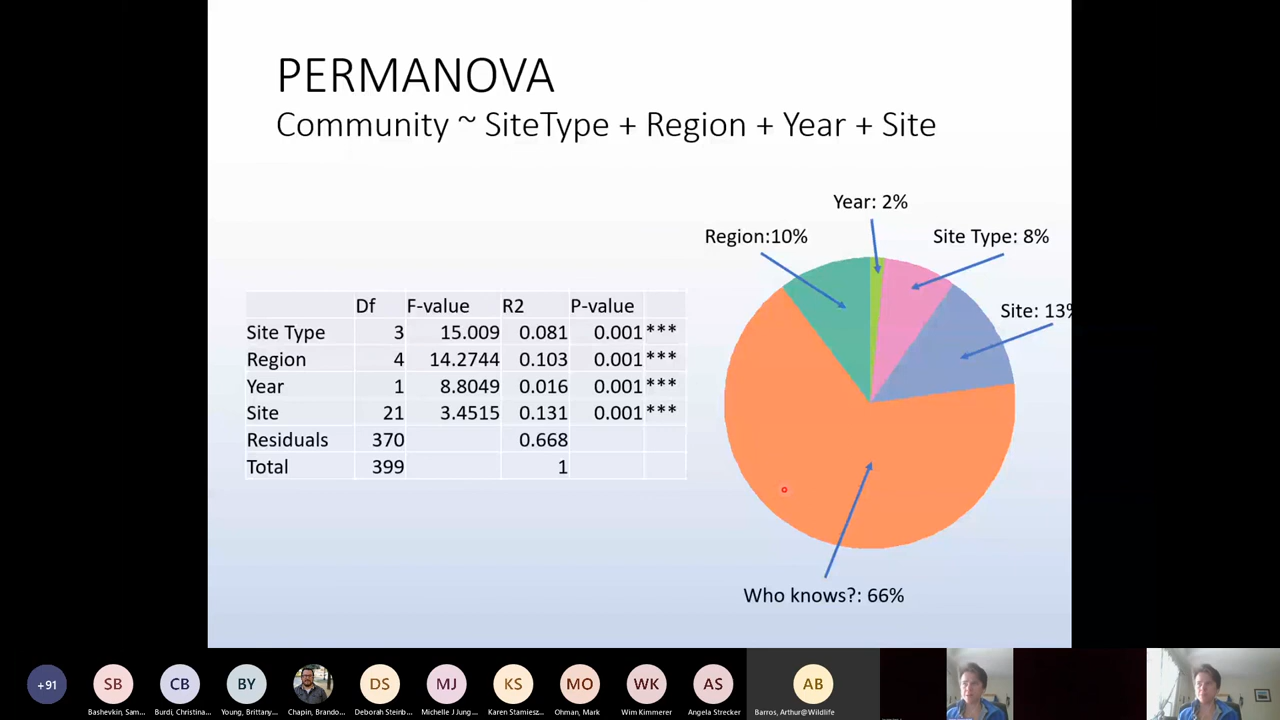 PERMANOVA
Community ~ SiteType + Region + Year + Site
Year: 2%
Region:10%
Site Type: 8%
Site: 13%
Df F-value R2 P-value
Site Type 3 15.009 0.081 0.001 ***
Region 4 14.2744 0.103 0.001 ***
Year 1 8.8049 0.016 0.001 ***
Site 21 3.4515 0.131 0.001 ***
Residuals 370 0.668
Total 399 1
Who knows?: 66%
+91 SB CB BY DS MJ KS MO WK AS AB
Bashevkin, Sam... Burdi, Christina... Young, Brittany... Chapin, Brando... Deborah Steinb... Michelle J Jung... Karen Stamiesz... Ohman, Mark Wim Kimmerer Angela Strecker Barros, Arthur@Wildlife